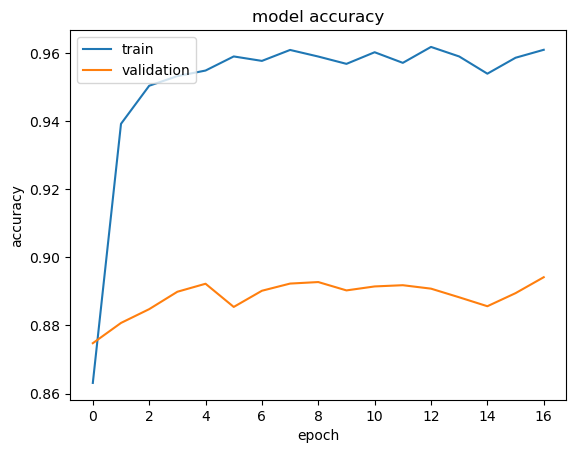 model accuracy
train
validation
0.96
0.94
0.92
0.90
0.88
0.86
accuracy
0 2 4 6 8 10 12 14 16
epoch